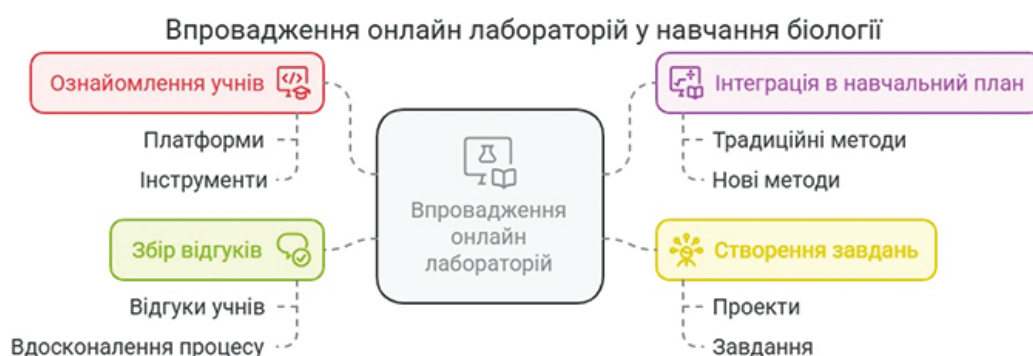 Впровадження онлайн лабораторій у навчання біології
Ознайомлення учнів
Платформи
Інструменти
Збір відгуків
Відгуки учнів
Вдосконалення процесу
Впровадження
онлайн
лабораторій
Інтеграція в навчальний план
Традиційні методи
Нові методи
Створення завдань
Проекти
Завдання